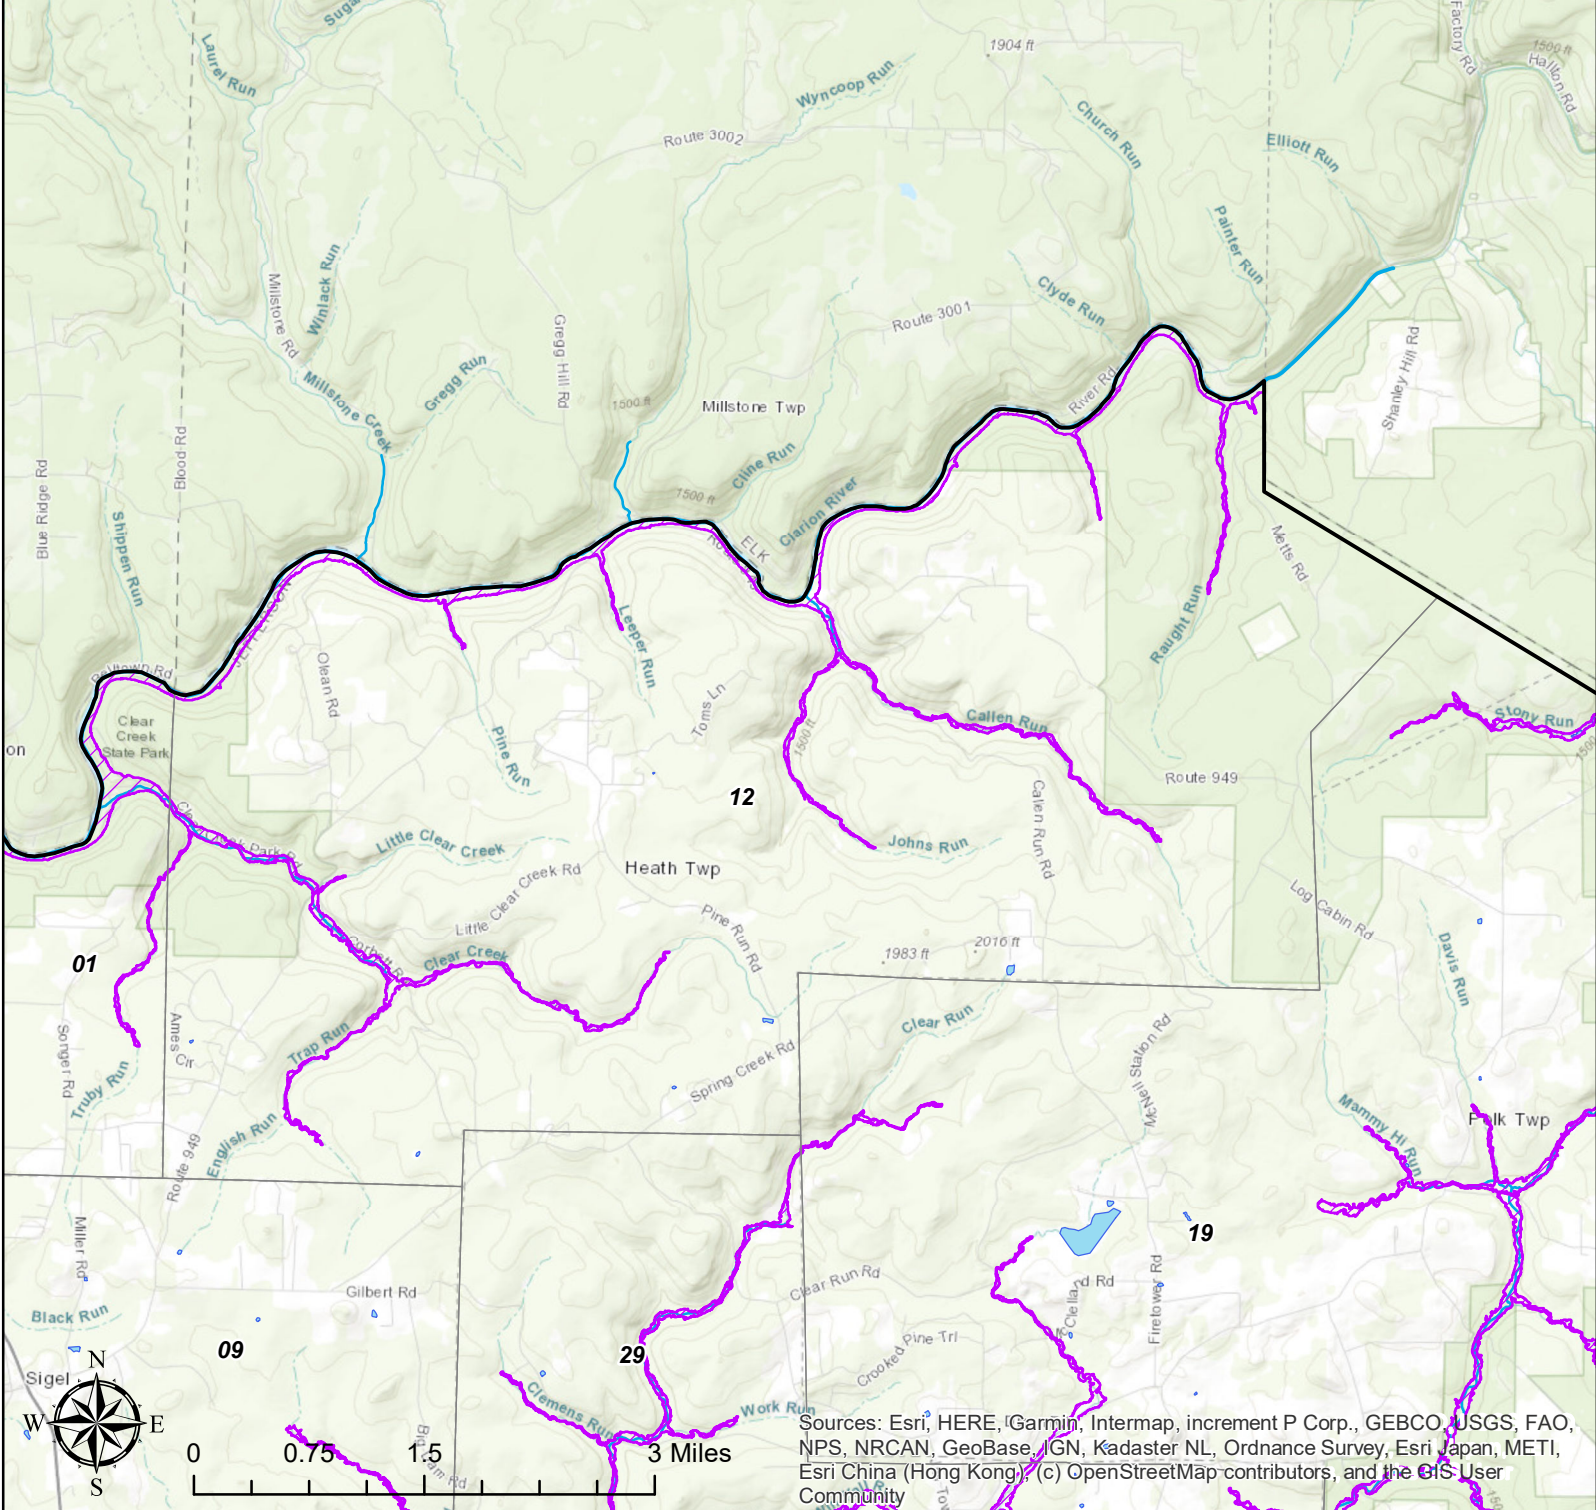 Laurel Run
1904 ft
Factory Rd
1500 ft
Hallton Rd
Wyncoop Run
Church Run
Route 3002
Elliott Run
Painter Run
Winlack Run
Millstone Rd
Clyde Run
Route 3001
Gregg Hill Rd
Gregg Run
Millstone Creek
River Rd
Shanley Hill Rd
1500 ft
Millstone Twp
Blood Rd
Blue Ridge Rd
Cline Run
1500 ft
Clarion River
ELK
Shippen Run
Metts Rd
JEFFERSON
Leeper Run
Raught Run
Olean Rd
Toms Ln
Clear
Creek
State Park
on
Pine Run
1500 ft
Callen Run
Stony Run
Route 949
12
Callen Run Rd
Little Clear Creek
Johns Run
Heath Twp
Little Clear Creek Rd
Log Cabin Rd
Pine Run Rd
01
Clear Creek
1983 ft
2016 ft
Davis Run
Clear Run
Songer Rd
Ames Cir
Trap Run
Spring Creek Rd
McNeil Station Rd
Truby Run
English Run
Mammy Hi Run
Polk Twp
Route 949
Miller Rd
19
Gilbert Rd
Clear Run Rd
Firetower Rd
Black Run
09
29
Crooked Pine Trl
Sigel
Clemens Run
Work Run
N
W
E
S
0 0.75 1.5 3 Miles
Sources: Esri, HERE, Garmin, Intermap, increment P Corp., GEBCO, USGS, FAO,
NPS, NRCAN, GeoBase, IGN, Kadaster NL, Ordnance Survey, Esri Japan, METI,
Esri China (Hong Kong), (c) OpenStreetMap contributors, and the GIS User
Community